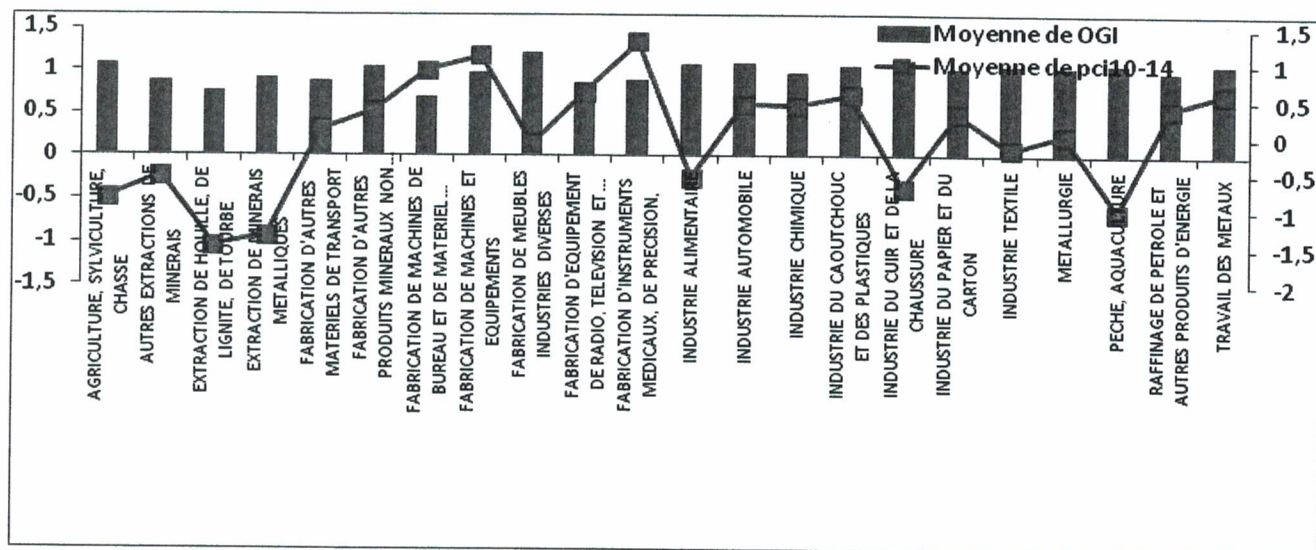 1,5
1
0,5
0
-0,5
-1
-1,5
Moyenne de OGI
Moyenne de pci10-14
1,5
1
0,5
0
-0,5
-1
-1,5
-2
AGRICULTURE, SYLVICULTURE,
CHASSE
AUTRES EXTRACTIONS DE
MINERAIS
EXTRACTION DE HOUILLE, DE
LIGNITE, DE TOURBE
EXTRACTION DE MINERAIS
METALLIQUES
FABRICATION D'AUTRES
MATERIELS DE TRANSPORT
FABRICATION D'AUTRES
PRODUITS MINERAUX NON...
FABRICATION DE MACHINES DE
BUREAU ET DE MATERIEL...
FABRICATION DE MACHINES ET
EQUIPEMENTS
FABRICATION DE MEUBLES
INDUSTRIES DIVERSES
FABRICATION D'EQUIPEMENT
DE RADIO, TELEVISION ET...
FABRICATION D'INSTRUMENTS
MEDICAUX, DE PRECISION,
INDUSTRIE ALIMENTAIRE
INDUSTRIE AUTOMOBILE
INDUSTRIE CHIMIQUE
INDUSTRIE DU CAOUTCHOUC
ET DES PLASTIQUES
INDUSTRIE DU CUIR ET DE LA
CHAUSSURE
INDUSTRIE DU PAPIER ET DU
CARTON
INDUSTRIE TEXTILE
METALLURGIE
PECHE, AQUACULTURE
RAFFINAGE DE PETROLE ET
AUTRES PRODUITS D'ENERGIE
TRAVAIL DES METAUX